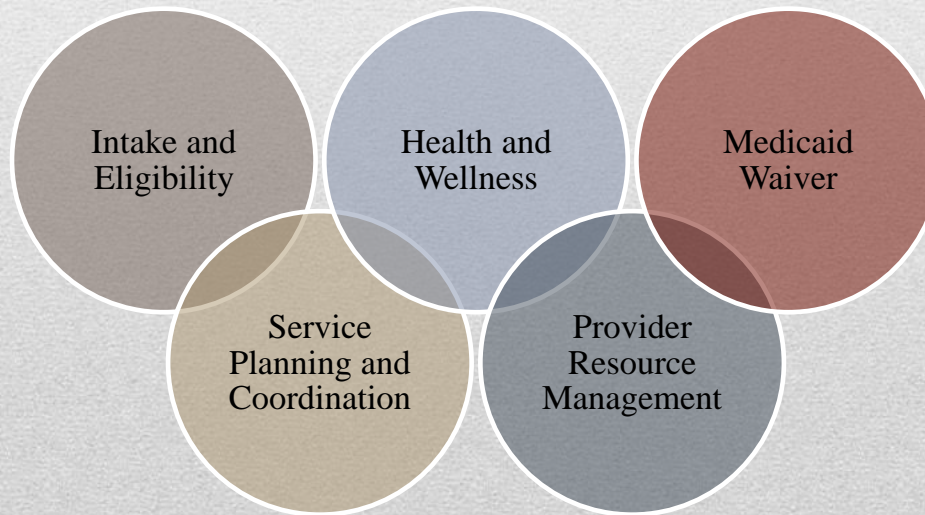 Intake and
Eligibility
Health and
Wellness
Medicaid
Waiver
Service
Planning and
Coordination
Provider
Resource
Management